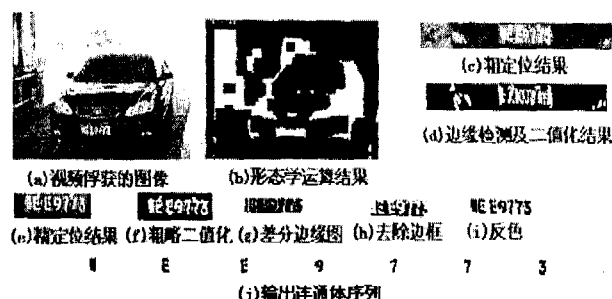 (c)粗定位结果
(d)边缘检测及二值化结果
(a)视频俘获的图像
(b)形态学运算结果
EE9773
EE9773
EE9773
(e)精定位结果 (f)粗略二值化 (g)差分边缘图 (h)去除边框 (i)反色
E E 9 7 7 3
(j)输出连通体序列